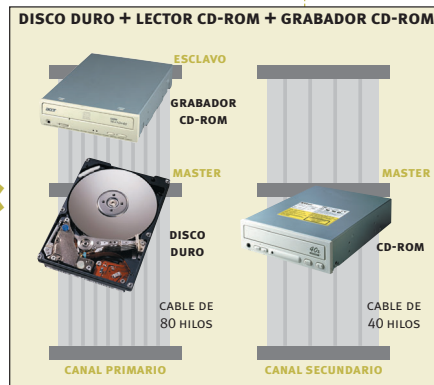 DISCO DURO + LECTOR CD-ROM + GRABADOR CD-ROM
ESCLAVO
GRABADOR
CD-ROM
MASTER
DISCO
DURO
CABLE DE
80 HILOS
CANAL PRIMARIO
MASTER
CD-ROM
CABLE DE
40 HILOS
CANAL SECUNDARIO